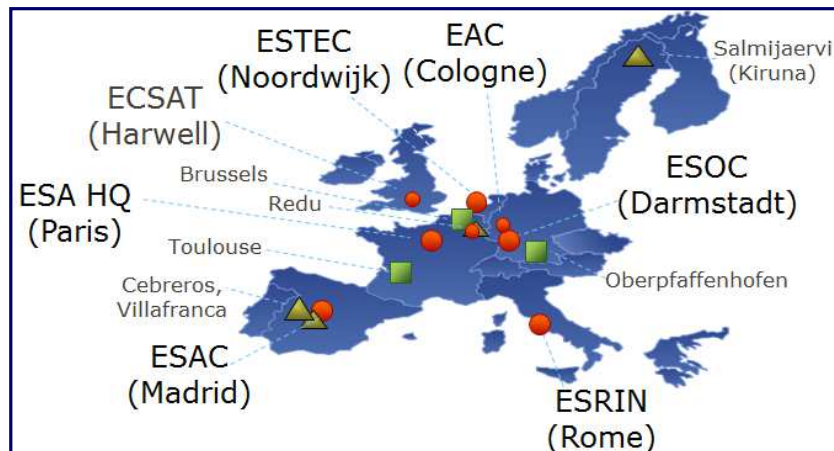 ESTEC
(Noordwijk)
EAC
(Cologne)
Salmijaervi
(Kiruna)
ECSAT
(Harwell)
Brussels
Redu
ESA HQ
(Paris)
ESOC
(Darmstadt)
Toulouse
Oberpfaffenhofen
Cebreros,
Villafranca
ESAC
(Madrid)
ESRIN
(Rome)